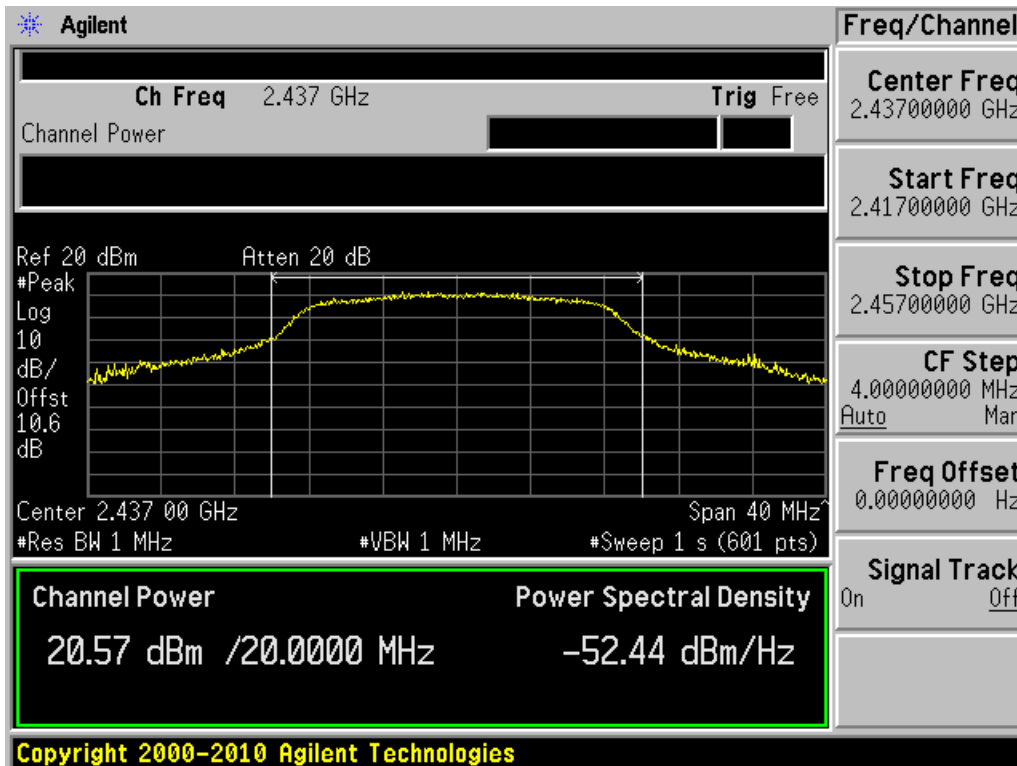 Agilent
Freq/Channel
Ch Freq 2.437 GHz Trig Free
Channel Power
Center Freq
2.43700000 GHz
Start Freq
2.41700000 GHz
Stop Freq
2.45700000 GHz
CF Step
4.00000000 MHz
Auto Man
Freq Offset
0.00000000 Hz
Signal Track
On Off
Ref 20 dBm Atten 20 dB
#Peak
Log
10
dB/
Offst
10.6
dB
Center 2.437 00 GHz Span 40 MHz^
#Res BW 1 MHz #VBW 1 MHz #Sweep 1 s (601 pts)
Channel Power Power Spectral Density
20.57 dBm /20.0000 MHz -52.44 dBm/Hz
Copyright 2000-2010 Agilent Technologies